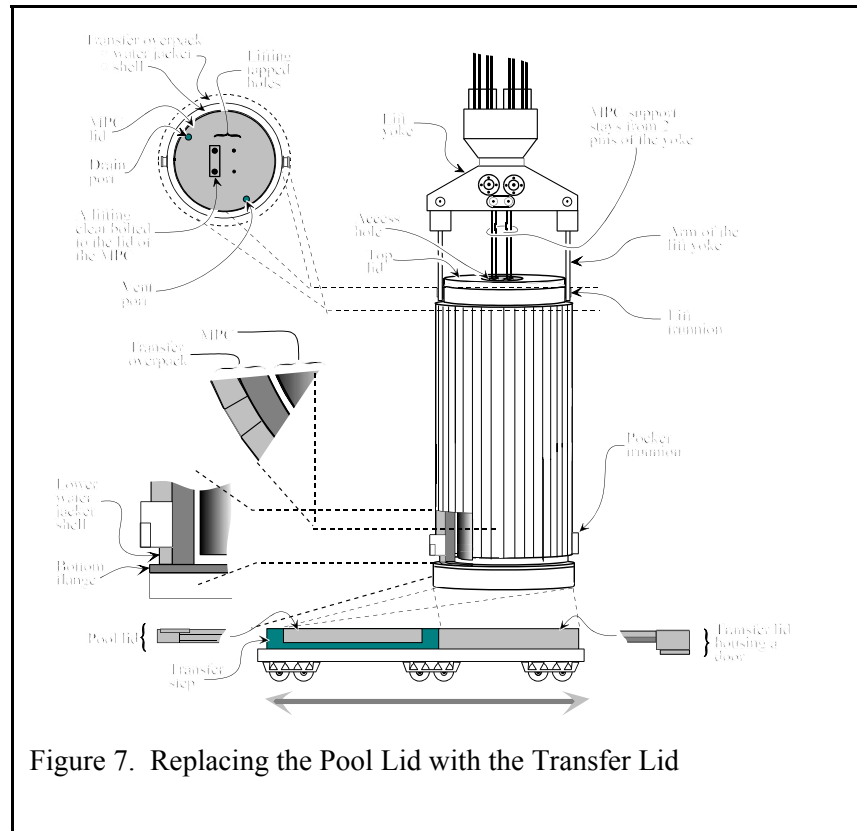 Transfer overpack
water jacket
shell
Lifting
tapped
holes
MPC
lid
Drain
port
A lifting
clear bolted
to the lid of
the MPC
Vent
port
Lift
yoke
MPC support
stays from 2
pins of the yoke
Access
hole
Top
lid
Arm of the
lift yoke
Lift
trunnion
MPC
Transfer
overpack
Pocket
trunnion
Lower
water
jacket
shell
Bottom
flange
Pool lid
Transfer
step
Transfer lid
housing a
door
Figure 7. Replacing the Pool Lid with the Transfer Lid